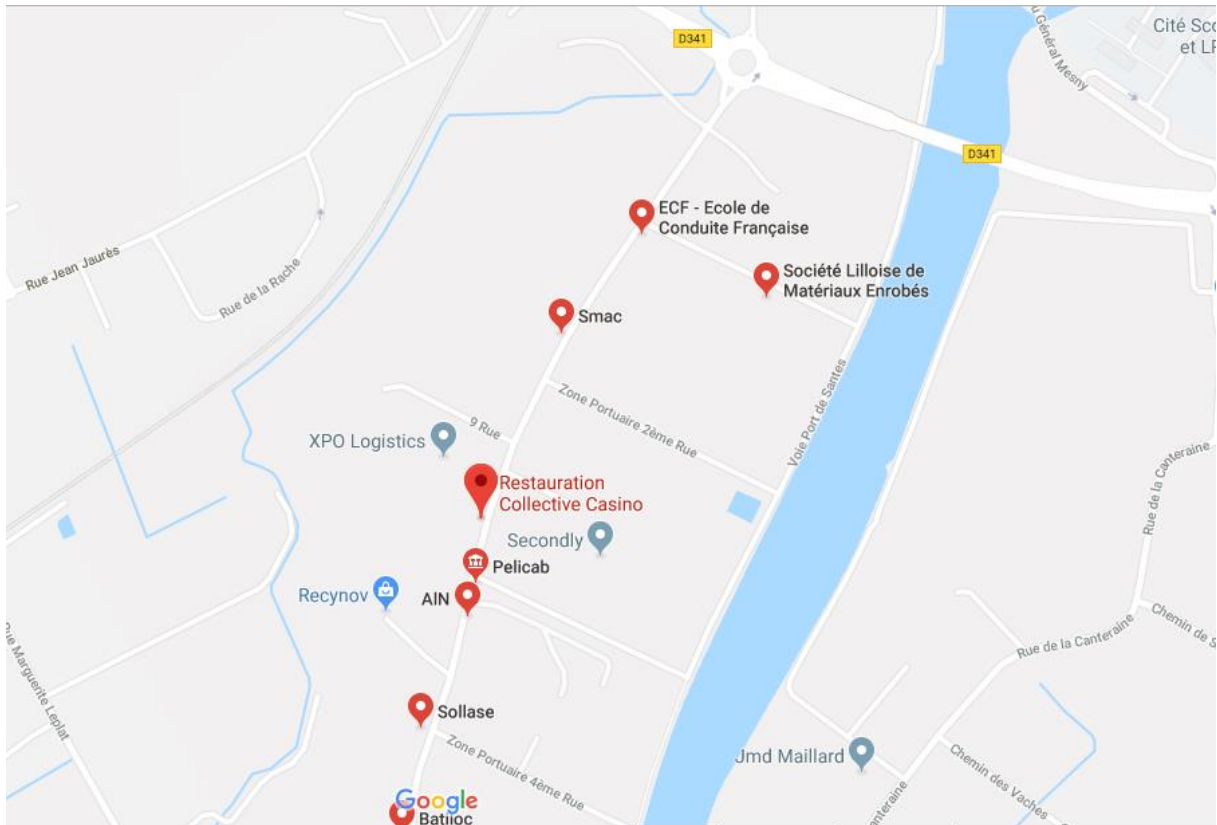 D341
Cité Sco
et LP
u Général Mesny
D341
ECF - Ecole de
Conduite Française
Rue Jean Jaurès
Rue de la Rache
Société Lilloise de
Matériaux Enrobés
Smac
Zone Portuaire 2ème Rue
Voie Port de Santes
9 Rue
XPO Logistics
Restauration
Collective Casino
Rue de la Canteraine
Secondly
Pelicab
Recynov
AIN
Chemin de S
Rue de la Canteraine
Rue Marguerite Leplat
Sollase
Zone Portuaire 4ème Rue
Jmd Maillard
Chemin des Vaches
Canteraine
Google
Batiloc